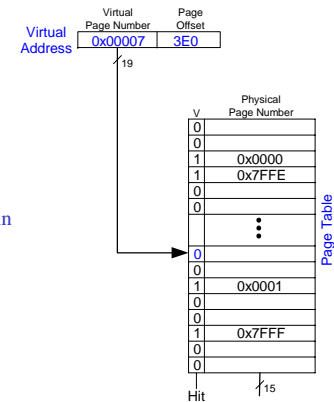 Virtual Page Number
Page Offset
Virtual Address
0x00007 3E0
19
V Physical Page Number
0
0
1 0x0000
1 0x7FFE
0
0
0
0
1 0x0001
0
0
1 0x7FFF
0
0
Page Table
Hit
15